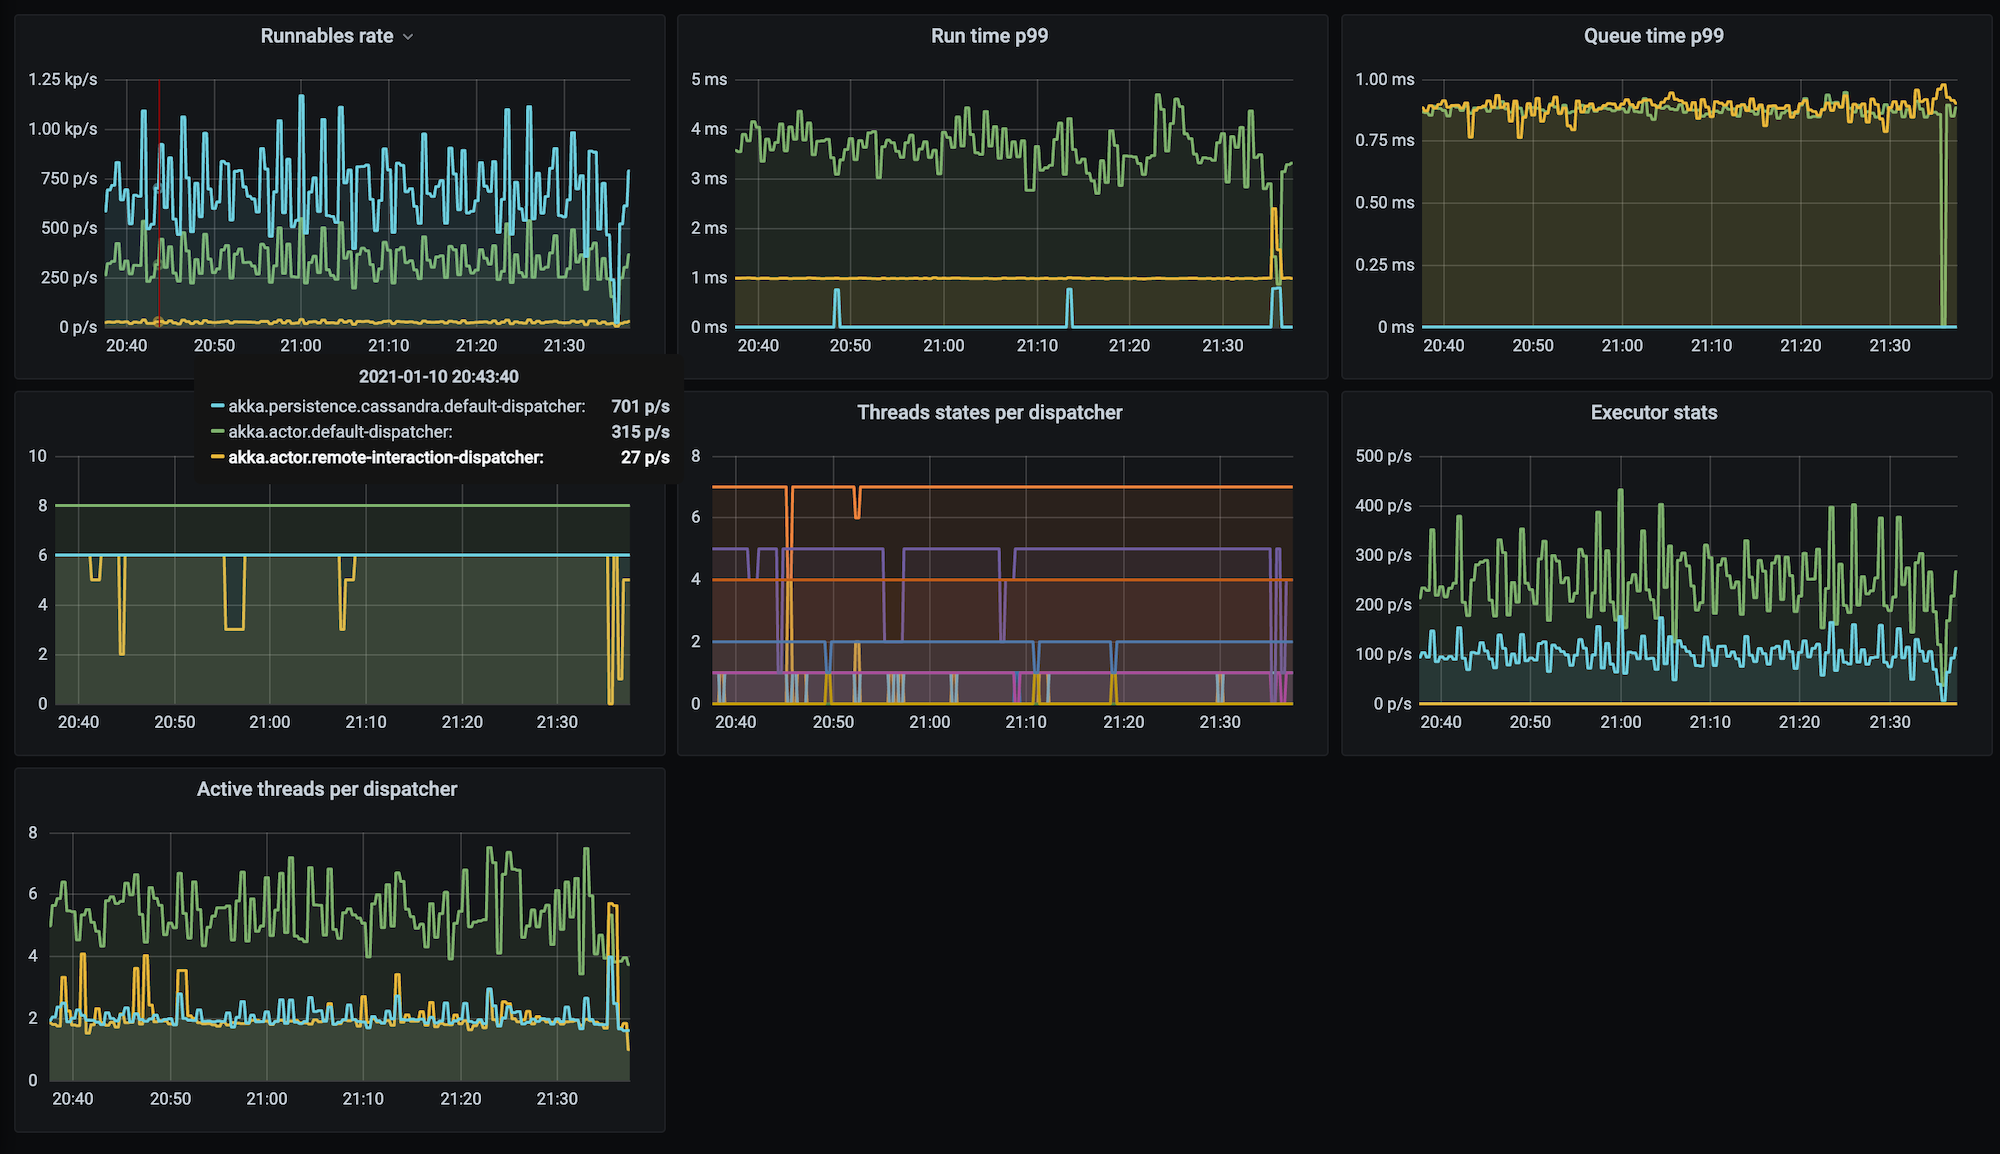 Runnables rate
1.25 kp/s
1.00 kp/s
750 p/s
500 p/s
250 p/s
0 p/s
20:40 20:50 21:00 21:10 21:20 21:30
Run time p99
5 ms
4 ms
3 ms
2 ms
1 ms
0 ms
20:40 20:50 21:00 21:10 21:20 21:30
Queue time p99
1.00 ms
0.75 ms
0.50 ms
0.25 ms
0 ms
20:40 20:50 21:00 21:10 21:20 21:30
2021-01-10 20:43:40
akka.persistence.cassandra.default-dispatcher: 701 p/s
akka.actor.default-dispatcher: 315 p/s
akka.actor.remote-interaction-dispatcher: 27 p/s
10
8
6
4
2
0
20:40 20:50 21:00 21:10 21:20 21:30
Threads states per dispatcher
8
6
4
2
0
20:40 20:50 21:00 21:10 21:20 21:30
Executor stats
500 p/s
400 p/s
300 p/s
200 p/s
100 p/s
0 p/s
20:40 20:50 21:00 21:10 21:20 21:30
Active threads per dispatcher
8
6
4
2
0
20:40 20:50 21:00 21:10 21:20 21:30